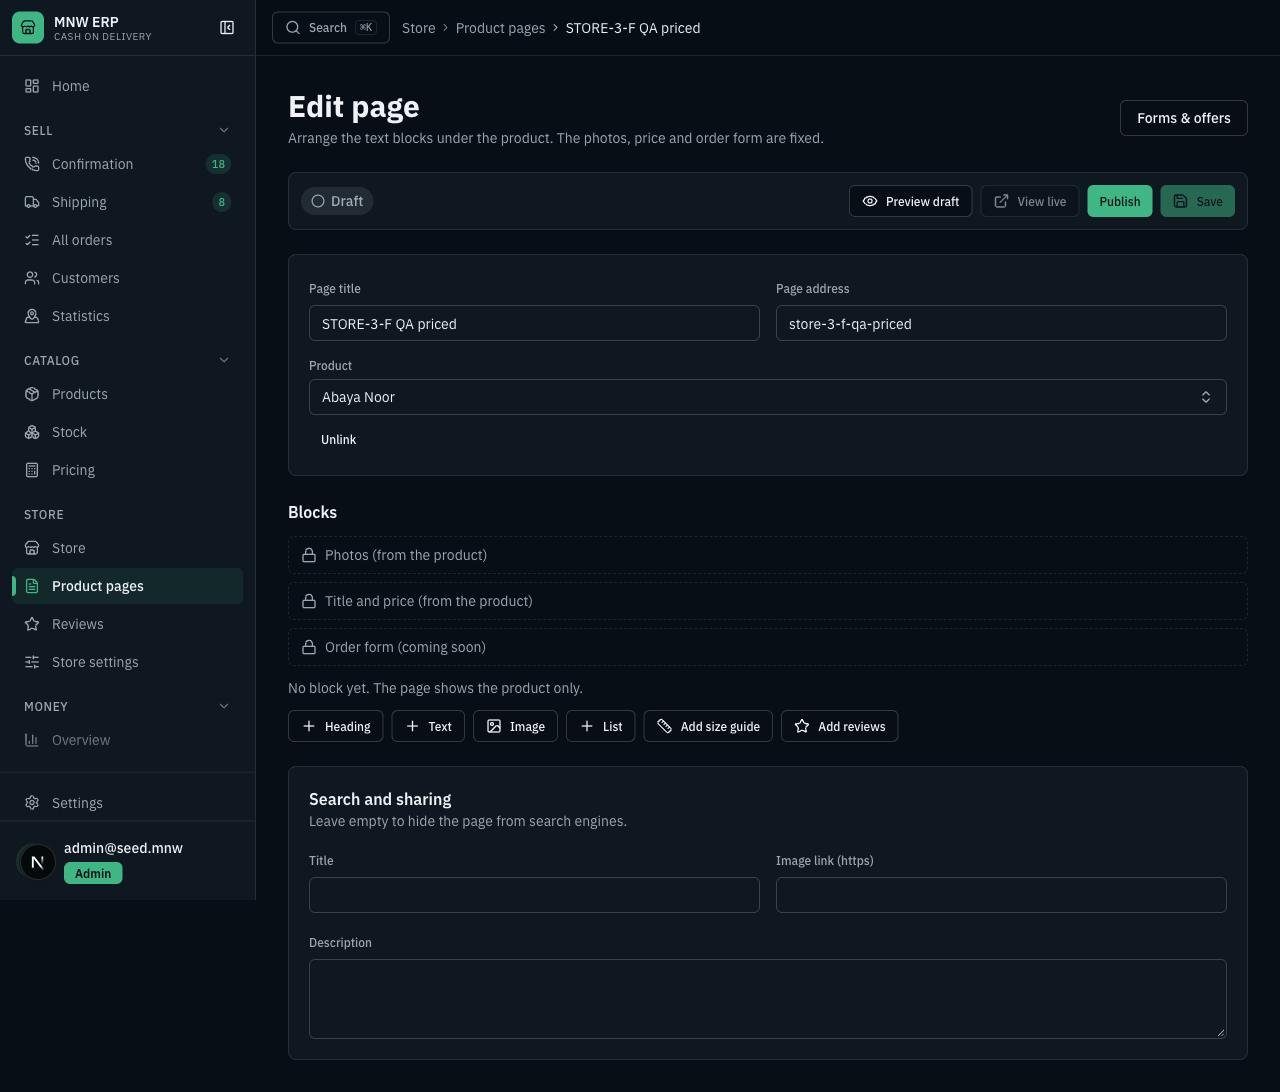 MNW ERP
CASH ON DELIVERY
Search ⌘K
Store › Product pages › STORE-3-F QA priced
Home
SELL
Confirmation 18
Shipping 8
All orders
Customers
Statistics
CATALOG
Products
Stock
Pricing
STORE
Store
Product pages
Reviews
Store settings
MONEY
Overview
Settings
N
admin@seed.mnw
Admin
Edit page
Arrange the text blocks under the product. The photos, price and order form are fixed.
Forms & offers
Draft
Preview draft
View live
Publish
Save
Page title
STORE-3-F QA priced
Page address
store-3-f-qa-priced
Product
Abaya Noor
Unlink
Blocks
Photos (from the product)
Title and price (from the product)
Order form (coming soon)
No block yet. The page shows the product only.
Heading
Text
Image
List
Add size guide
Add reviews
Search and sharing
Leave empty to hide the page from search engines.
Title
Image link (https)
Description